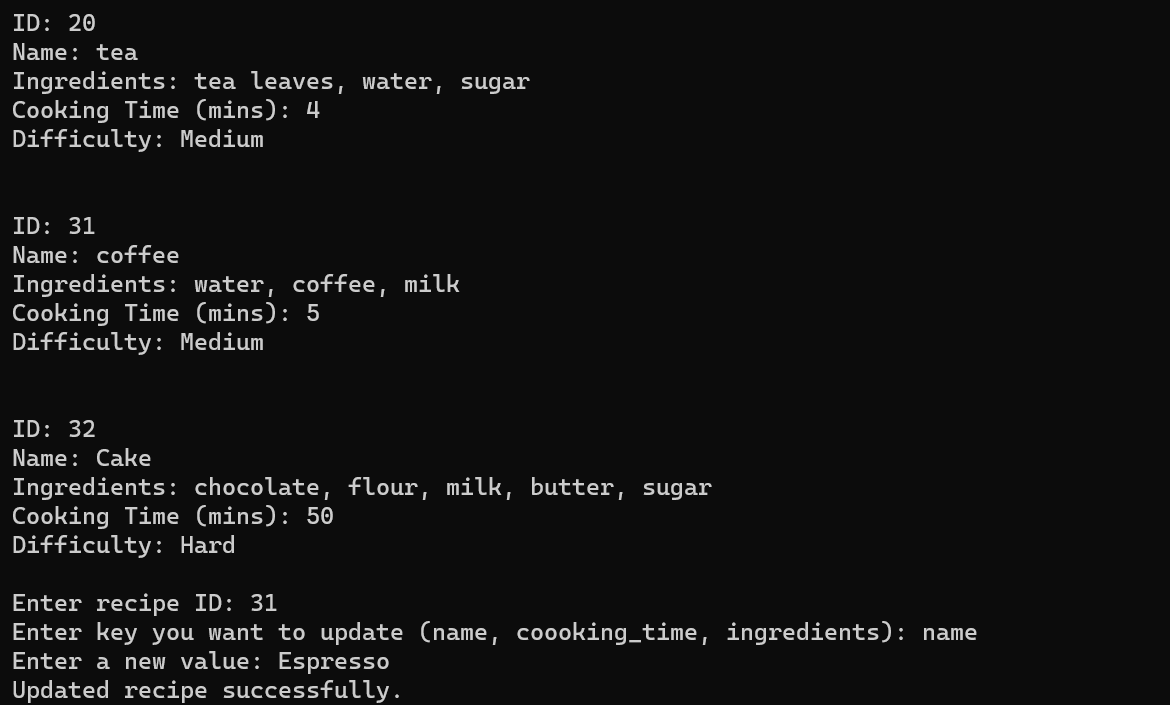 ID: 20
Name: tea
Ingredients: tea leaves, water, sugar
Cooking Time (mins): 4
Difficulty: Medium
ID: 31
Name: coffee
Ingredients: water, coffee, milk
Cooking Time (mins): 5
Difficulty: Medium
ID: 32
Name: Cake
Ingredients: chocolate, flour, milk, butter, sugar
Cooking Time (mins): 50
Difficulty: Hard
Enter recipe ID: 31
Enter key you want to update (name, coooking_time, ingredients): name
Enter a new value: Espresso
Updated recipe successfully.